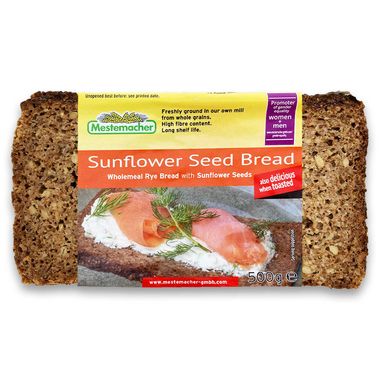 Unopened best before: see printed date.
Mestemacher
Freshly ground in our own mill
from whole grains.
High fibre content.
Long shelf life.
Promoter
of gender
equality
women
+
men
Sunflower Seed Bread
Wholemeal Rye Bread with Sunflower Seeds
also delicious
when toasted
500g e
www.mestemacher-gmbh.com